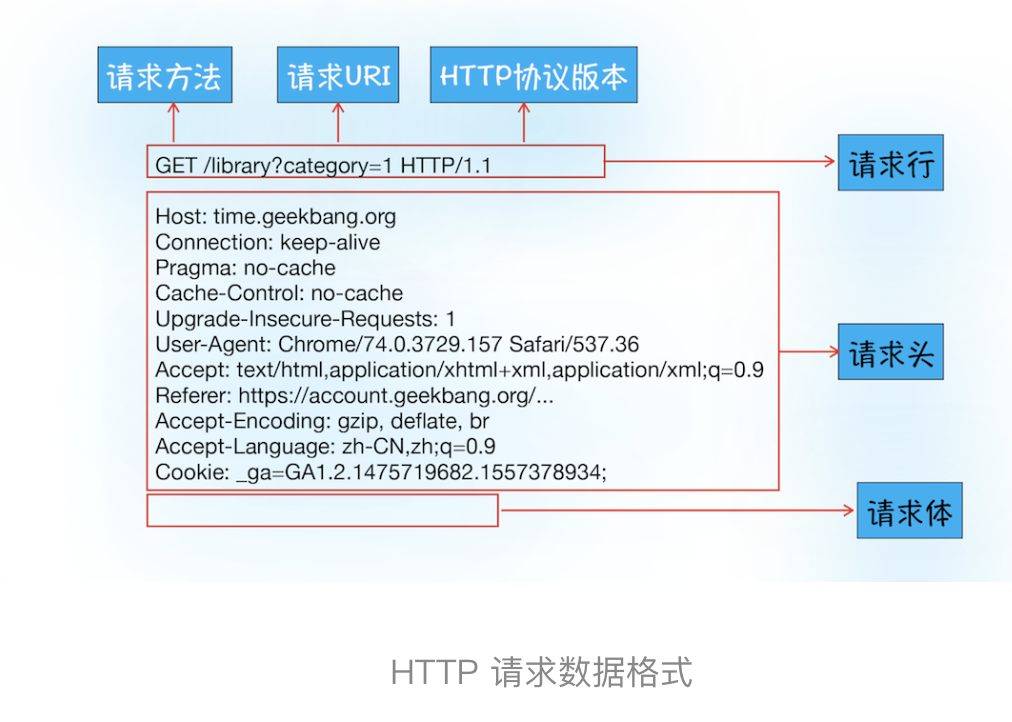 请求方法 请求URI HTTP协议版本
GET /library?category=1 HTTP/1.1
请求行
Host: time.geekbang.org
Connection: keep-alive
Pragma: no-cache
Cache-Control: no-cache
Upgrade-Insecure-Requests: 1
User-Agent: Chrome/74.0.3729.157 Safari/537.36
Accept: text/html,application/xhtml+xml,application/xml;q=0.9
Referer: https://account.geekbang.org/...
Accept-Encoding: gzip, deflate, br
Accept-Language: zh-CN,zh;q=0.9
Cookie: _ga=GA1.2.1475719682.1557378934;
请求头
请求体
HTTP 请求数据格式